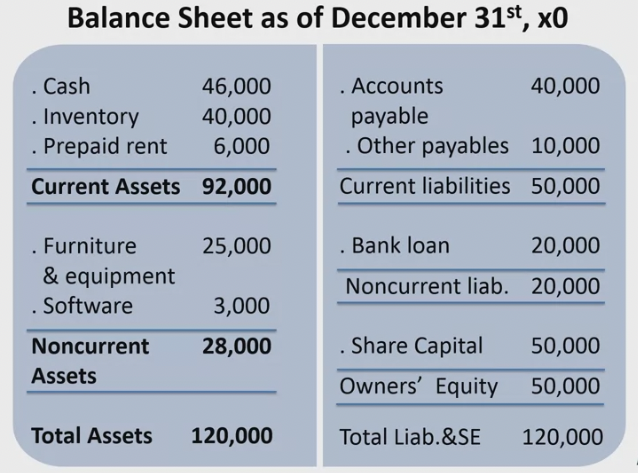 Balance Sheet as of December 31st, x0
. Cash 46,000
. Inventory 40,000
. Prepaid rent 6,000
Current Assets 92,000
. Furniture 25,000
& equipment
. Software 3,000
Noncurrent 28,000
Assets
Total Assets 120,000
. Accounts 40,000
payable
. Other payables 10,000
Current liabilities 50,000
. Bank loan 20,000
Noncurrent liab. 20,000
. Share Capital 50,000
Owners’ Equity 50,000
Total Liab.&SE 120,000